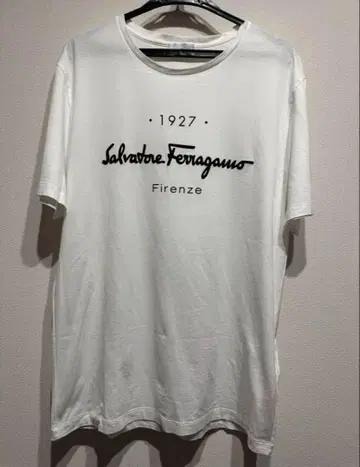 · 1927 ·
Salvatore Ferragamo
Firenze